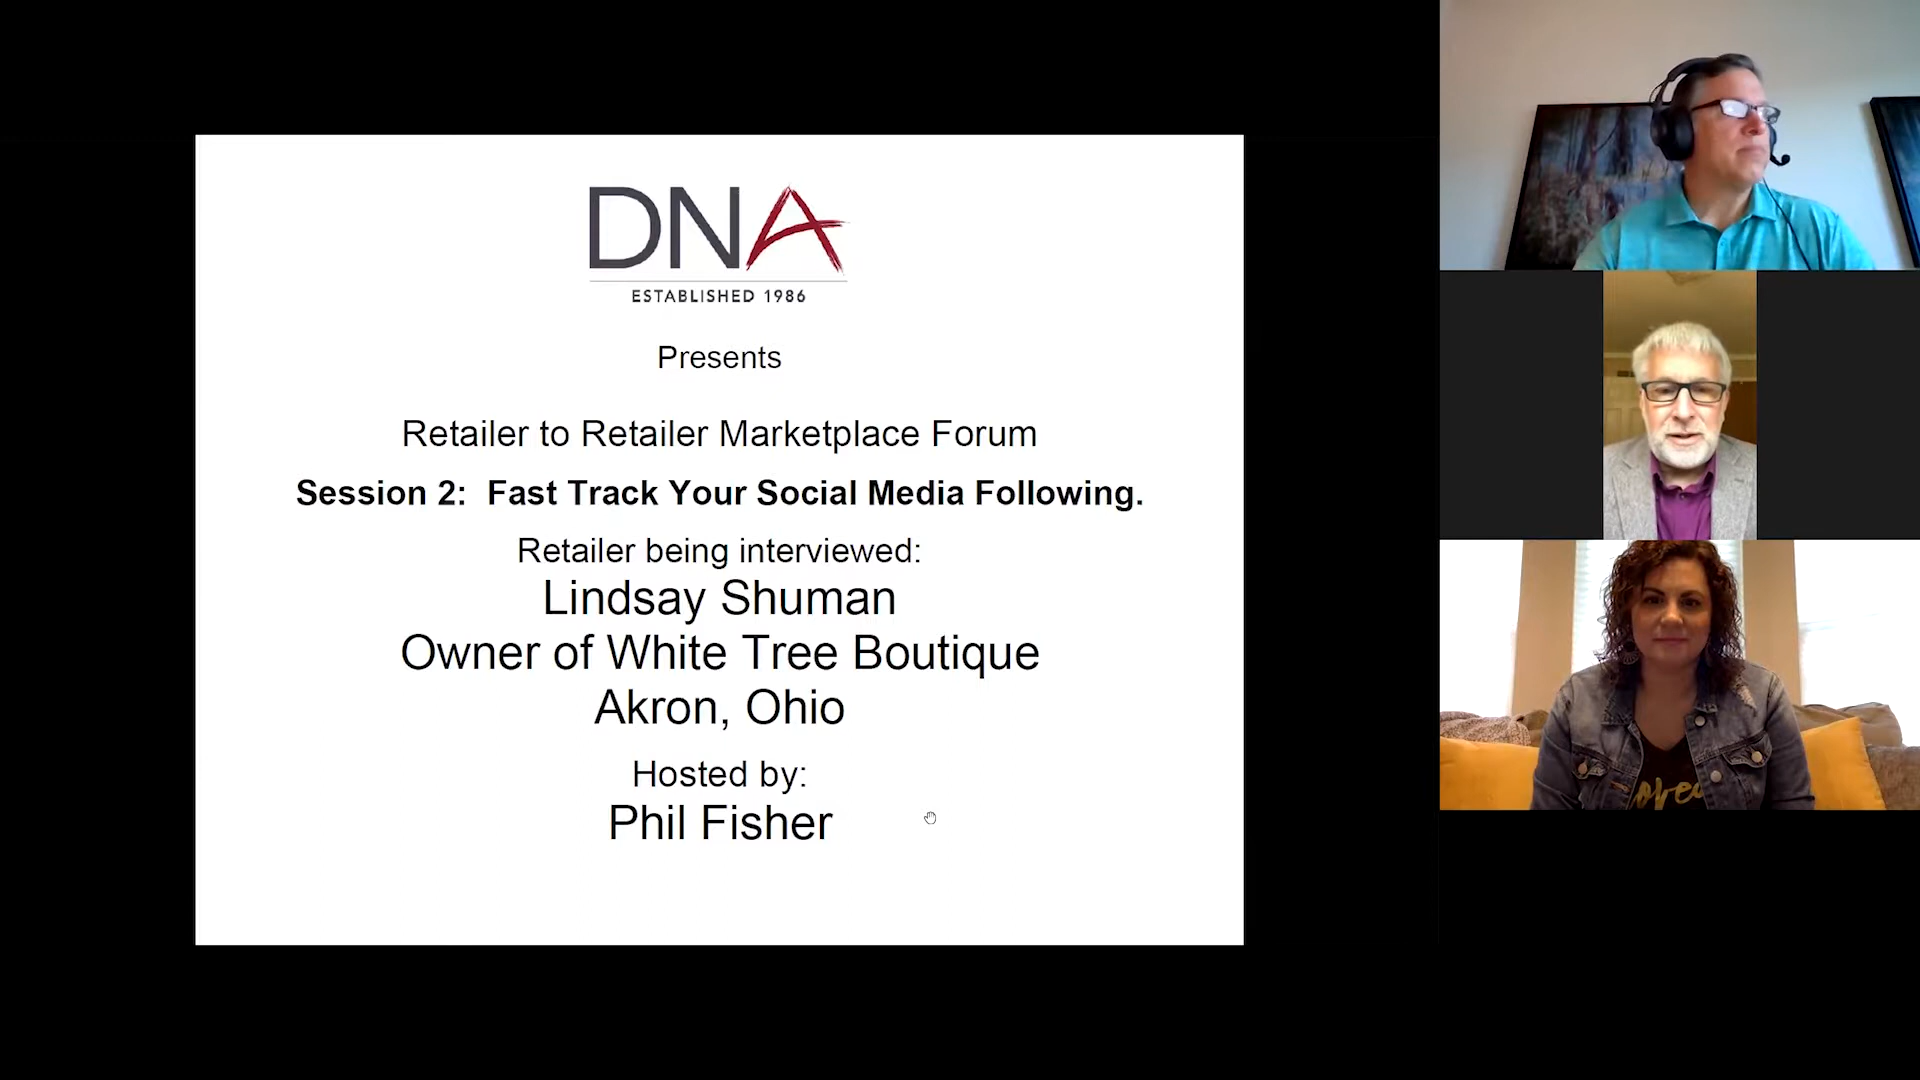 DNA
ESTABLISHED 1986
Presents
Retailer to Retailer Marketplace Forum
Session 2: Fast Track Your Social Media Following.
Retailer being interviewed:
Lindsay Shuman
Owner of White Tree Boutique
Akron, Ohio
Hosted by:
Phil Fisher